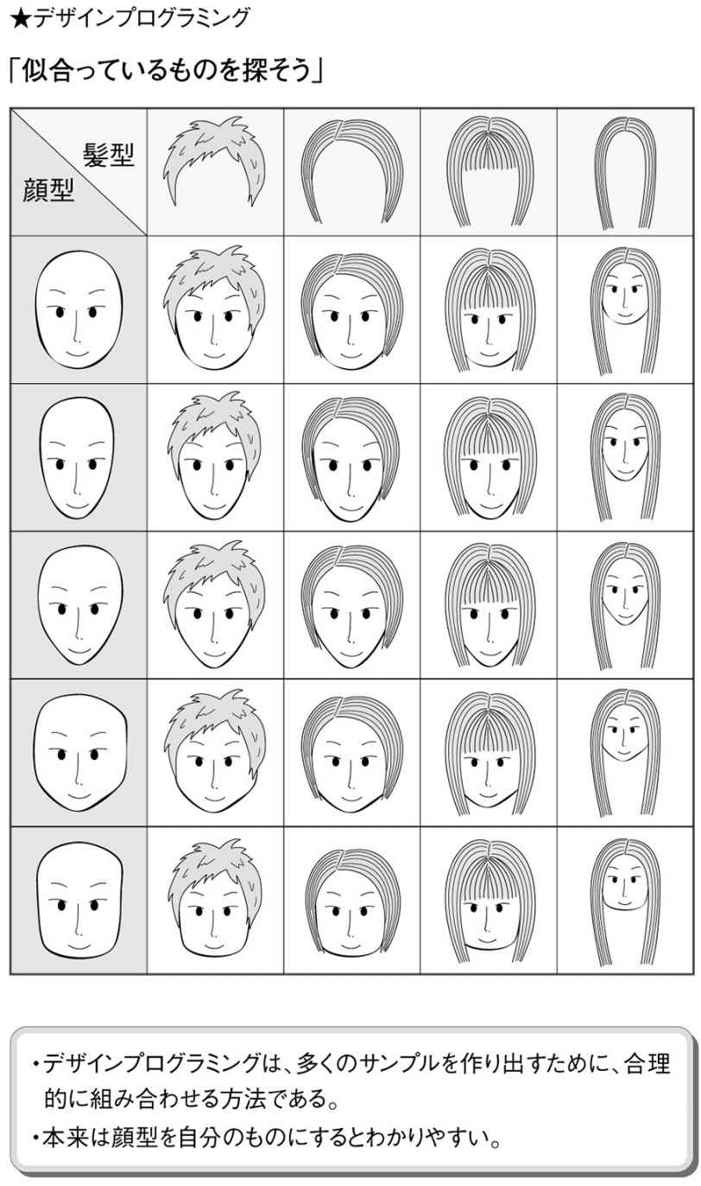 ★デザインプログラミング
「似合っているものを探そう」
髪型
顔型
・デザインプログラミングは、多くのサンプルを作り出すために、合理
的に組み合わせる方法である。
・本来は顔型を自分のものにするとわかりやすい。